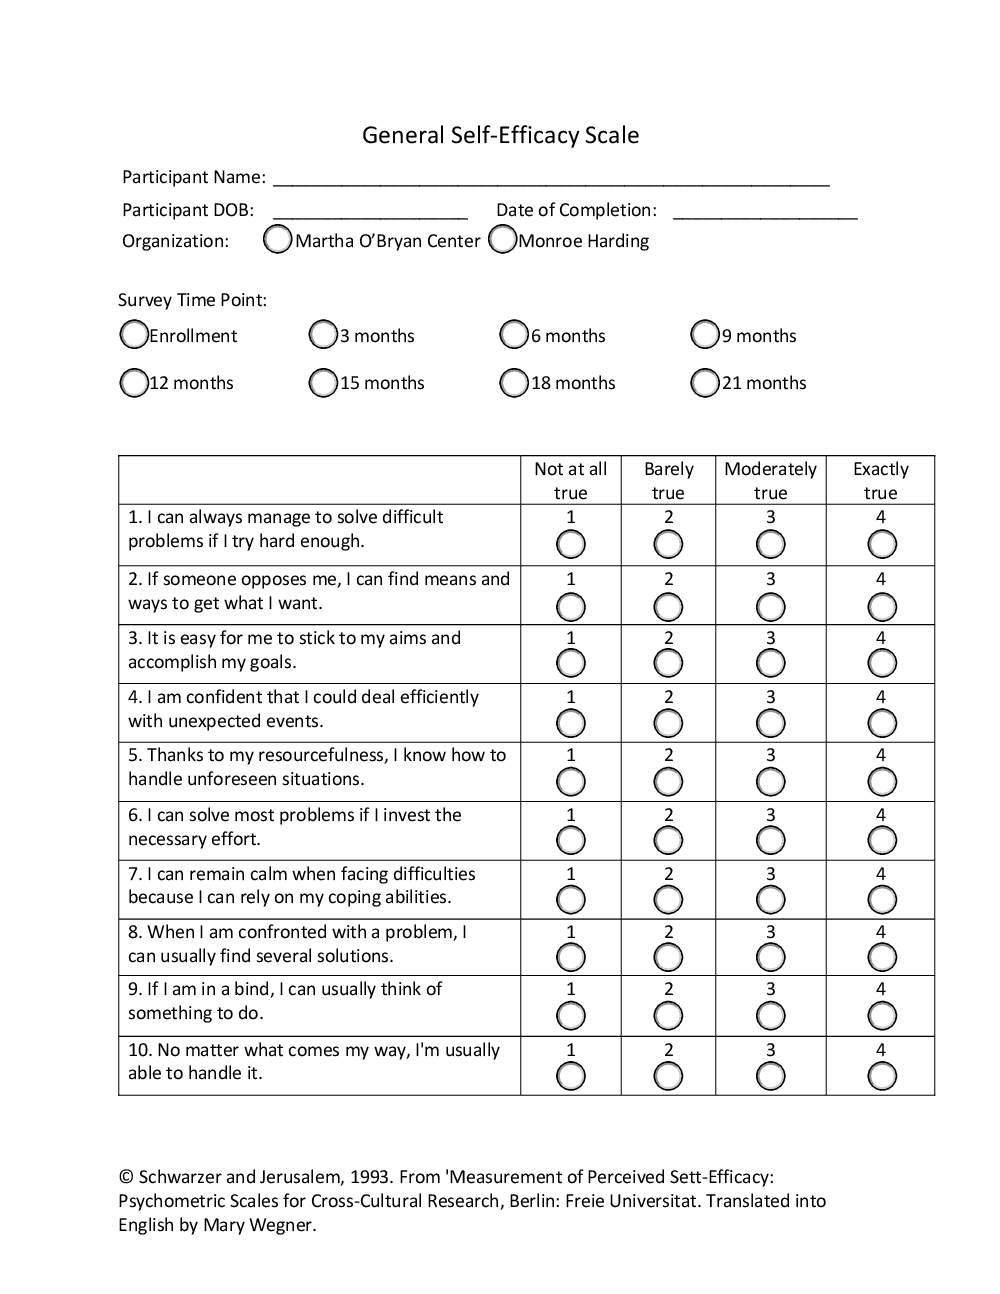 General Self-Efficacy Scale
Participant Name: ___________________________________________________________
Participant DOB: ____________________ Date of Completion: ___________________
Organization: Martha O’Bryan Center Monroe Harding
Survey Time Point:
Enrollment 3 months 6 months 9 months
12 months 15 months 18 months 21 months
Not at all Barely Moderately Exactly
true true true true
1. I can always manage to solve difficult 1 2 3 4
problems if I try hard enough.
2. If someone opposes me, I can find means and 1 2 3 4
ways to get what I want.
3. It is easy for me to stick to my aims and 1 2 3 4
accomplish my goals.
4. I am confident that I could deal efficiently 1 2 3 4
with unexpected events.
5. Thanks to my resourcefulness, I know how to 1 2 3 4
handle unforeseen situations.
6. I can solve most problems if I invest the 1 2 3 4
necessary effort.
7. I can remain calm when facing difficulties 1 2 3 4
because I can rely on my coping abilities.
8. When I am confronted with a problem, I 1 2 3 4
can usually find several solutions.
9. If I am in a bind, I can usually think of 1 2 3 4
something to do.
10. No matter what comes my way, I'm usually 1 2 3 4
able to handle it.
© Schwarzer and Jerusalem, 1993. From 'Measurement of Perceived Sett-Efficacy:
Psychometric Scales for Cross-Cultural Research, Berlin: Freie Universitat. Translated into
English by Mary Wegner.